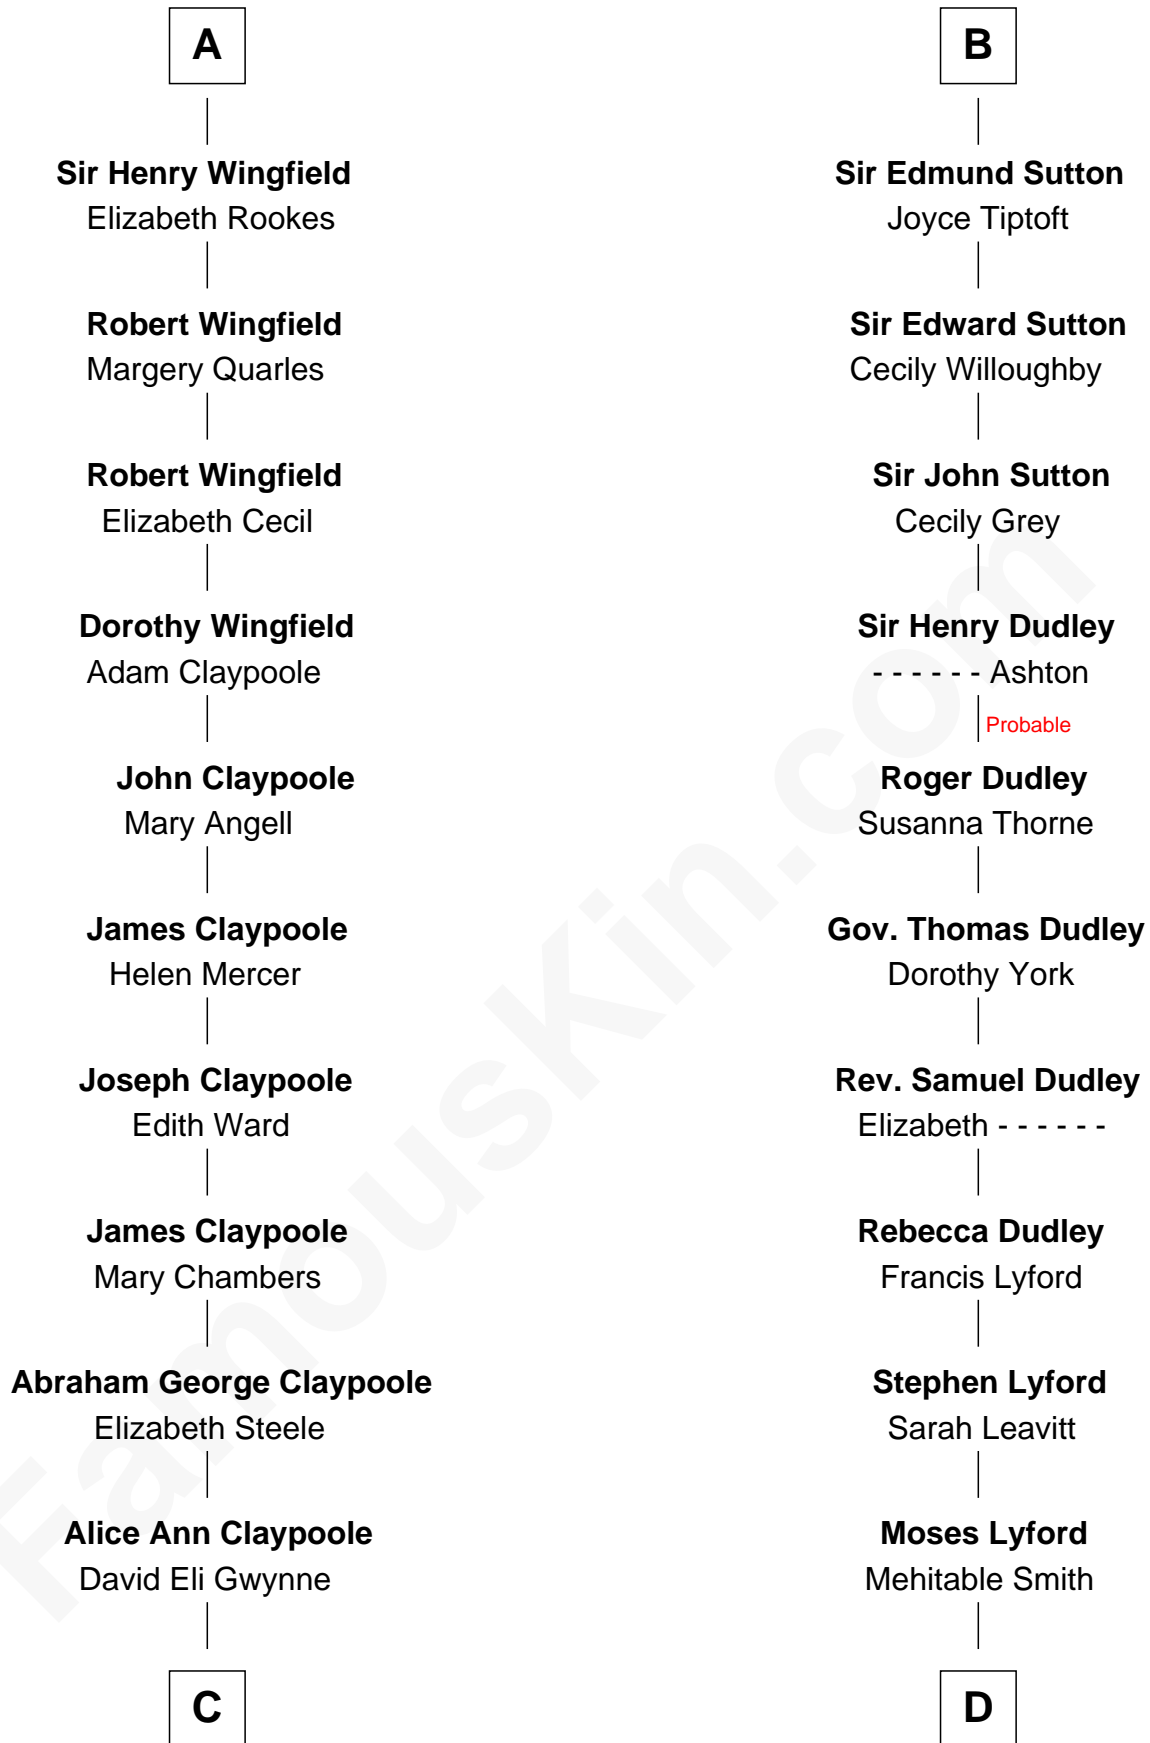 A
Sir Henry Wingfield
Elizabeth Rookes
Robert Wingfield
Margery Quarles
Robert Wingfield
Elizabeth Cecil
Dorothy Wingfield
Adam Claypoole
John Claypoole
Mary Angell
James Claypoole
Helen Mercer
Joseph Claypoole
Edith Ward
James Claypoole
Mary Chambers
Abraham George Claypoole
Elizabeth Steele
Alice Ann Claypoole
David Eli Gwynne
C
B
Sir Edmund Sutton
Joyce Tiptoft
Sir Edward Sutton
Cecily Willoughby
Sir John Sutton
Cecily Grey
Sir Henry Dudley
- - - - - - Ashton
Probable
Roger Dudley
Susanna Thorne
Gov. Thomas Dudley
Dorothy York
Rev. Samuel Dudley
Elizabeth - - - - - -
Rebecca Dudley
Francis Lyford
Stephen Lyford
Sarah Leavitt
Moses Lyford
Mehitable Smith
D
FamousKin.com